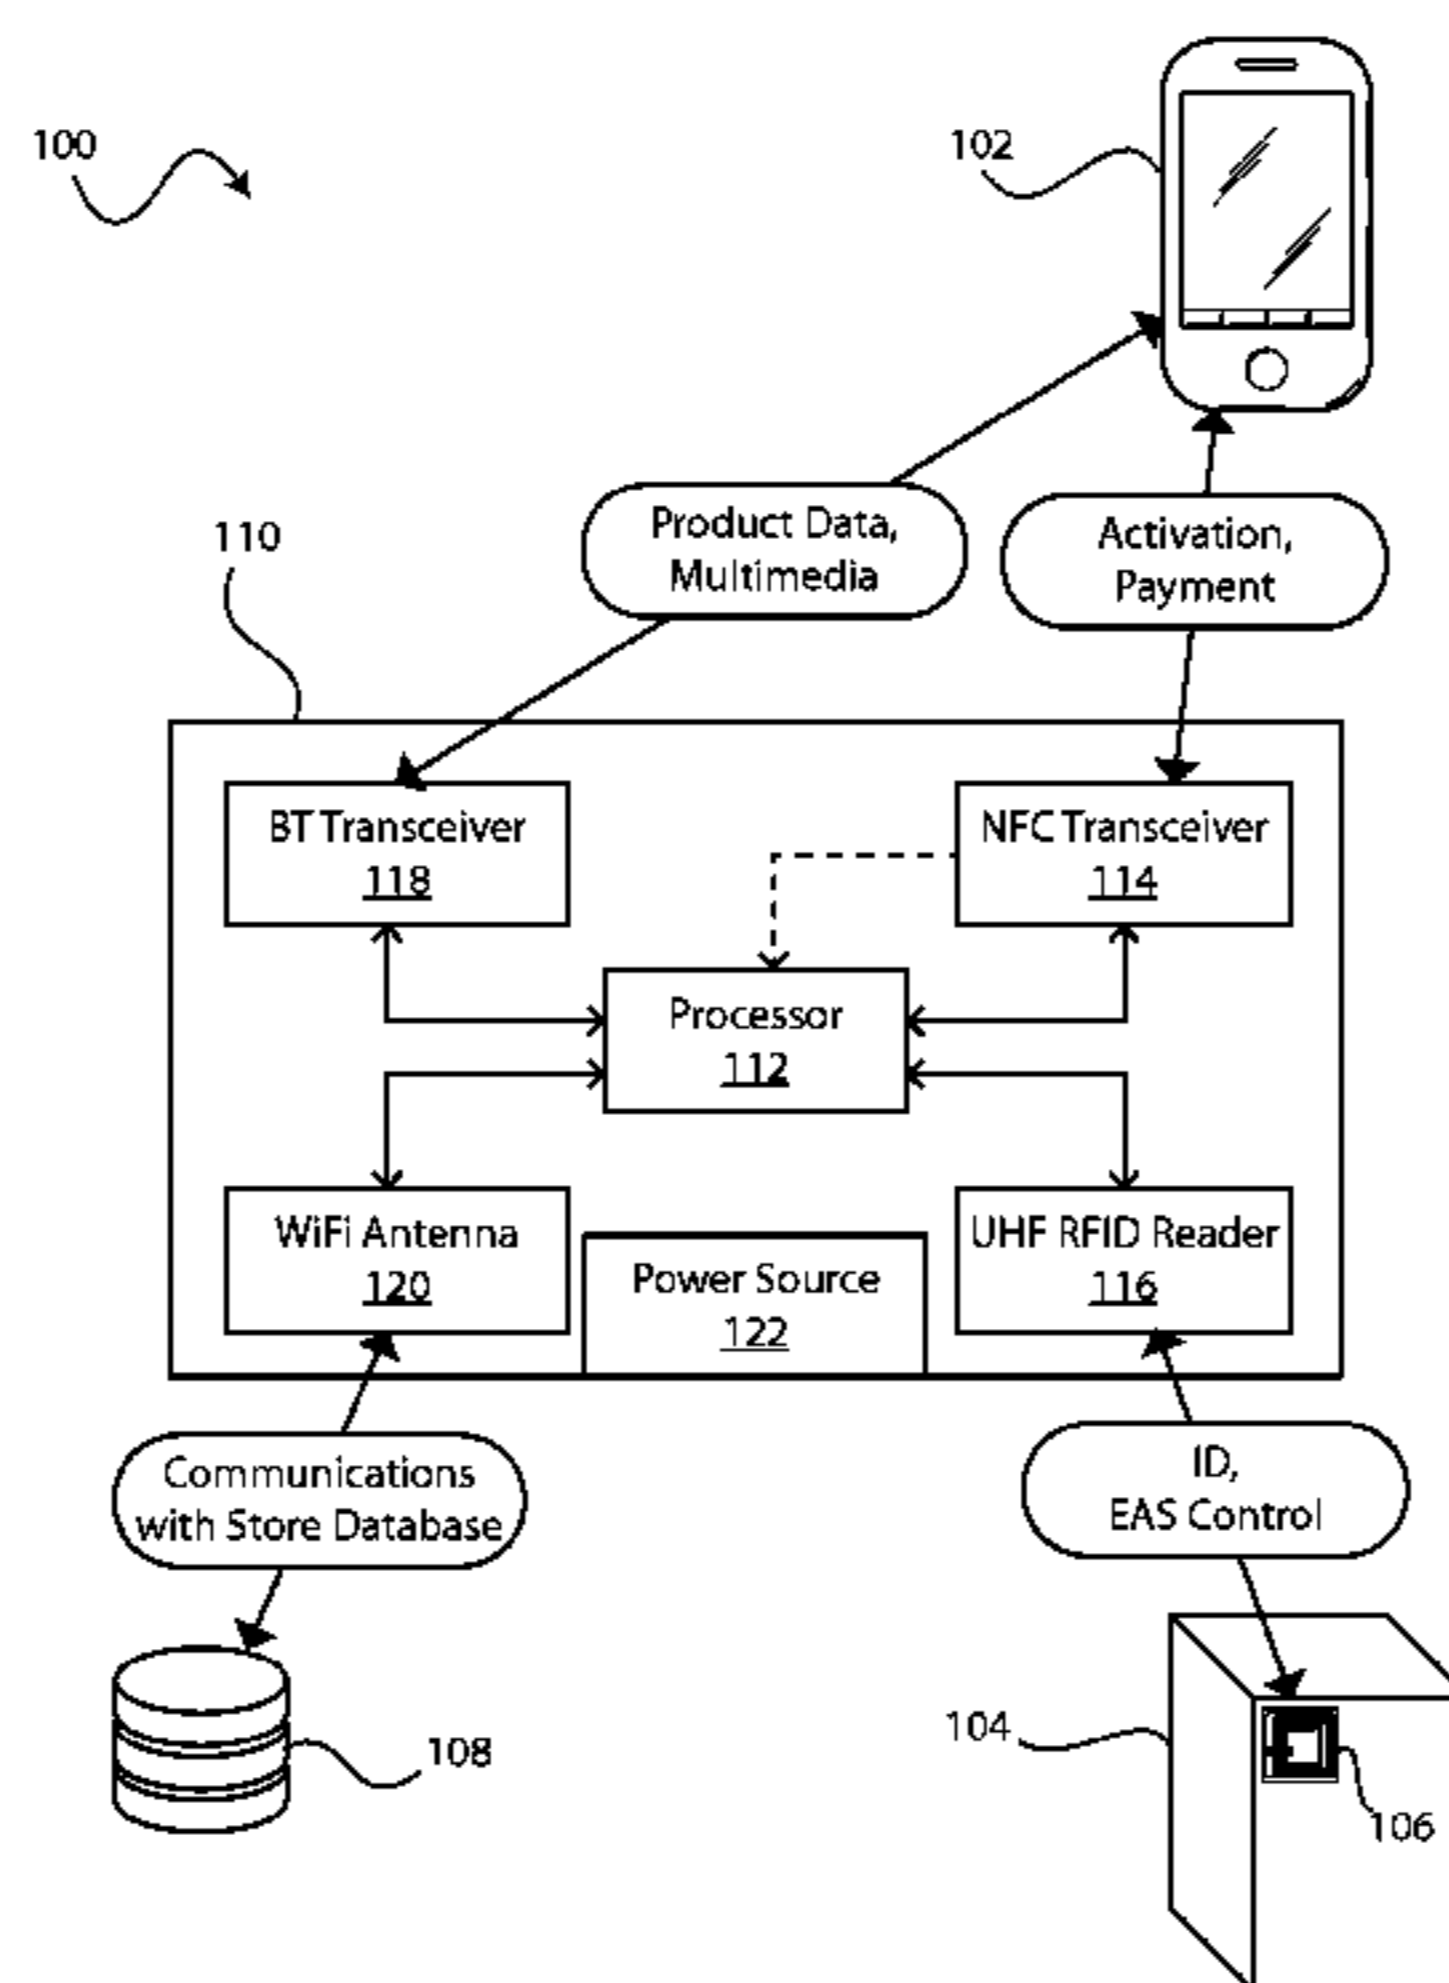 100
102
Product Data,
Multimedia
Activation,
Payment
110
BT Transceiver
118
NFC Transceiver
114
Processor
112
WiFi Antenna
120
Power Source
122
UHF RFID Reader
116
Communications
with Store Database
ID,
EAS Control
108
104
106